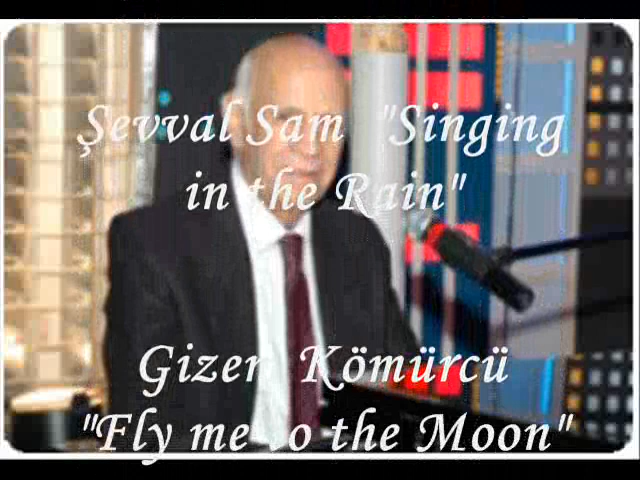 Şevval Sam "Singing
in the Rain"
Gizem Kömürcü
"Fly me to the Moon"